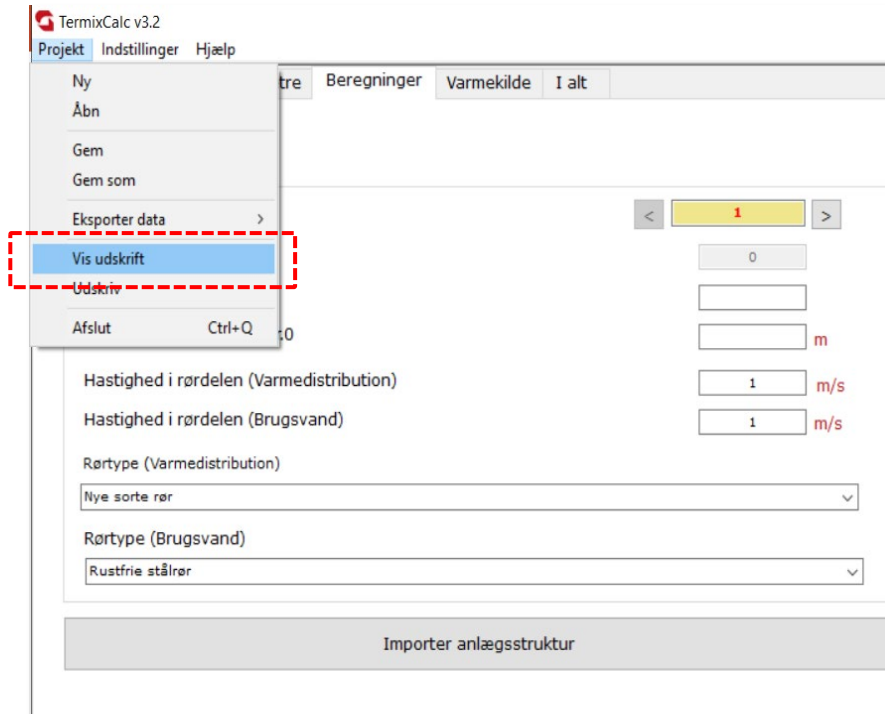 TermixCalc v3.2
Projekt Indstillinger Hjælp
tre Beregninger Varmekilde I alt
Ny
Åbn
Gem
Gem som
Eksporter data >
< 1 >
Vis udskrift
0
Udskriv
Afslut Ctrl+Q
.0 m
Hastighed i rørdelen (Varmedistribution) 1 m/s
Hastighed i rørdelen (Brugsvand) 1 m/s
Rørtype (Varmedistribution)
Nye sorte rør
Rørtype (Brugsvand)
Rustfrie stålrør
Importer anlægsstruktur